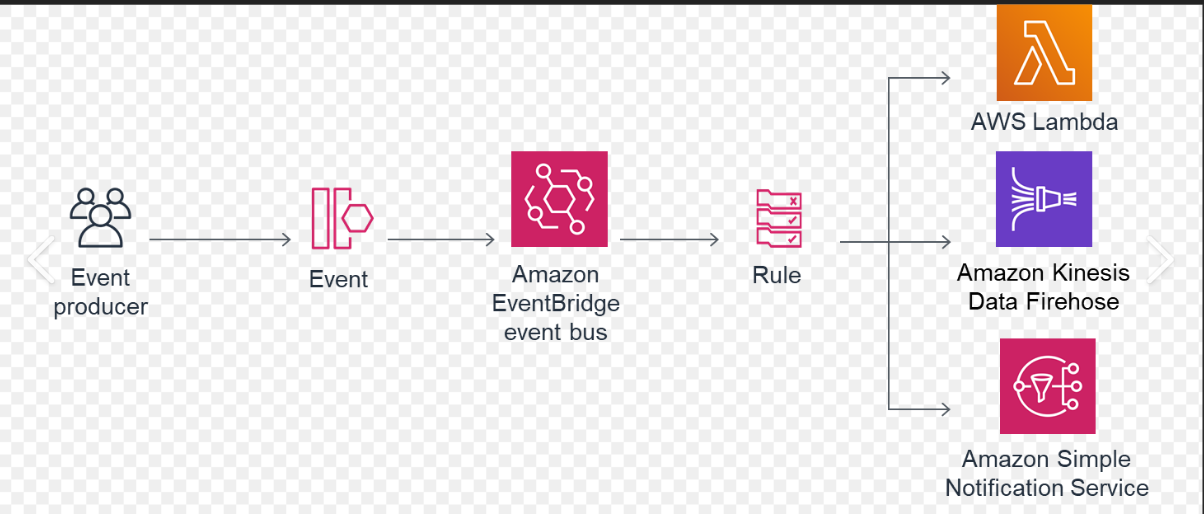 Event
producer
Event
Amazon
EventBridge
event bus
Rule
AWS Lambda
Amazon Kinesis
Data Firehose
Amazon Simple
Notification Service